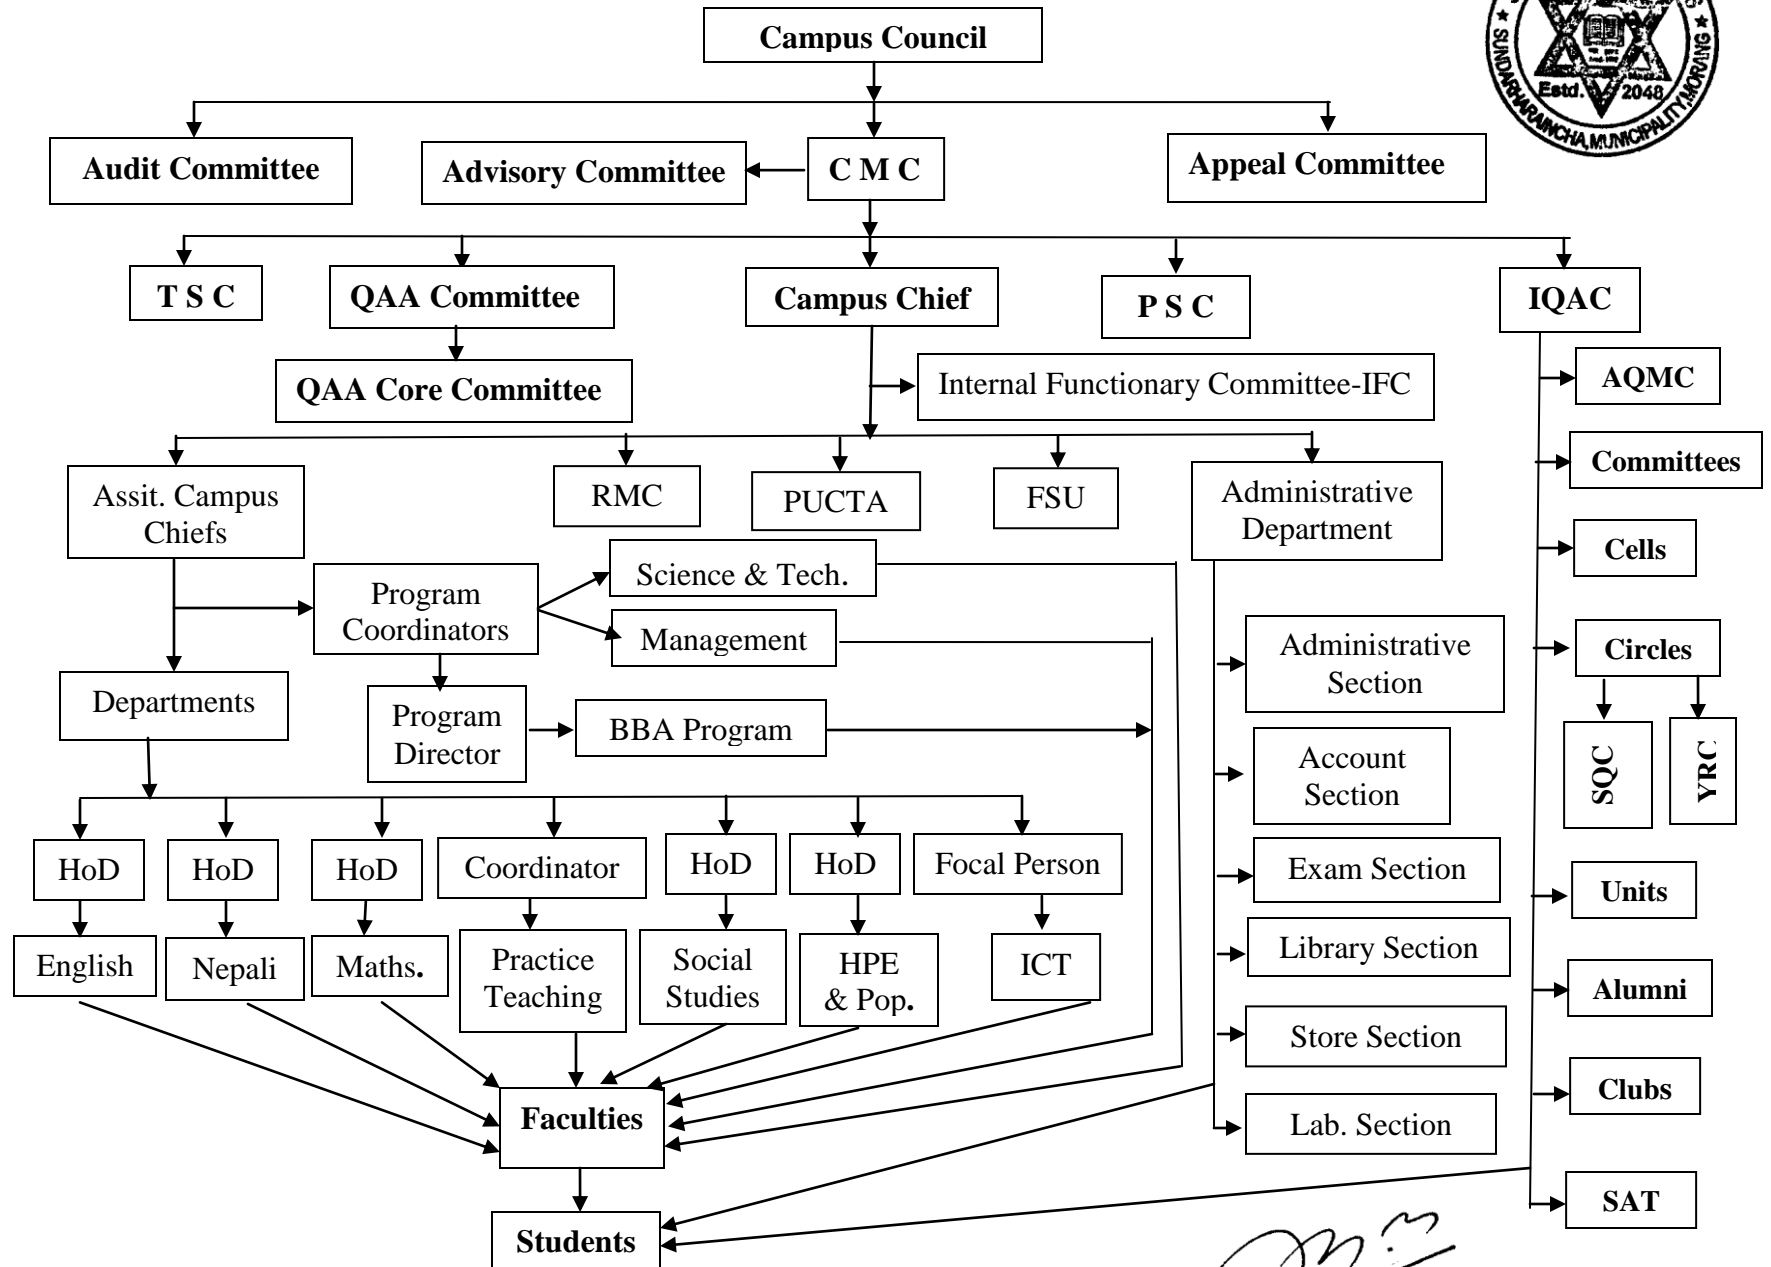 Campus Council
SUNDARHARAINCHA, MUNICIPALITY, MORANG
Estd. 2048
Audit Committee
Advisory Committee
C M C
Appeal Committee
T S C
QAA Committee
Campus Chief
P S C
IQAC
QAA Core Committee
Internal Functionary Committee-IFC
AQMC
Committees
Assit. Campus
Chiefs
RMC
PUCTA
FSU
Administrative
Department
Cells
Program
Coordinators
Science & Tech.
Management
Administrative
Section
Circles
Departments
Program
Director
BBA Program
Account
Section
SQC
YRC
HoD
HoD
HoD
Coordinator
HoD
HoD
Focal Person
Exam Section
Units
English
Nepali
Maths.
Practice
Teaching
Social
Studies
HPE
& Pop.
ICT
Library Section
Alumni
Store Section
Faculties
Clubs
Lab. Section
Students
SAT